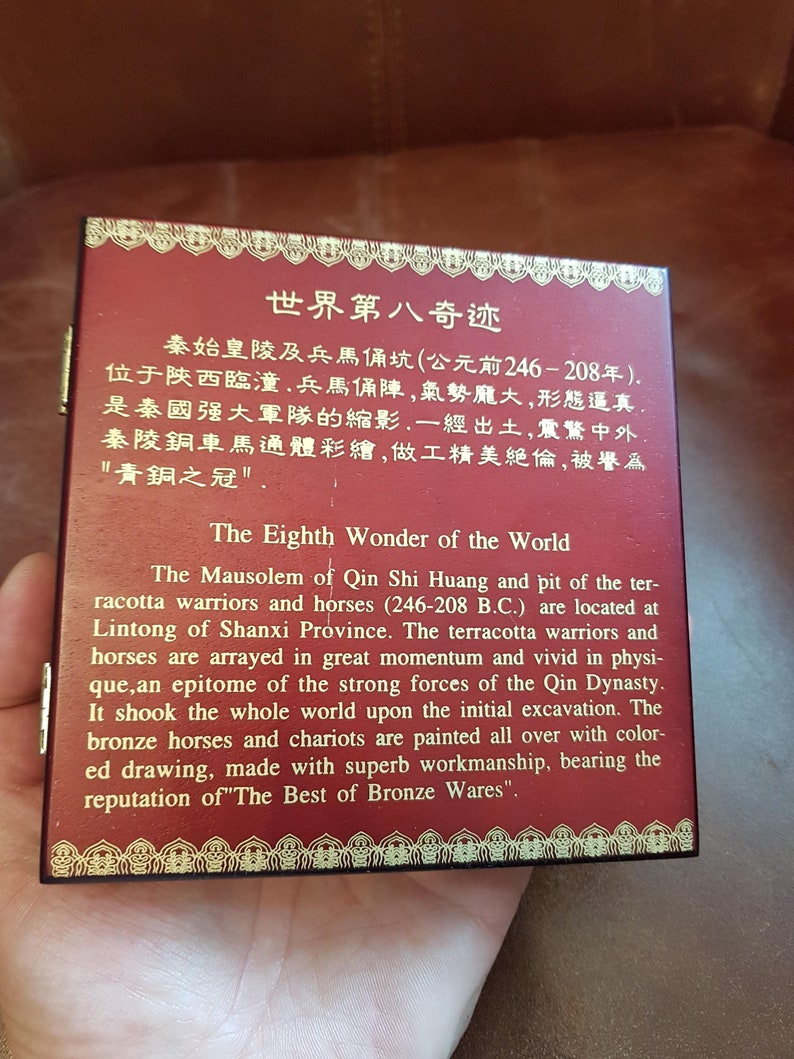 世界第八奇迹
秦始皇陵及兵馬俑坑(公元前246-208年).
位于陝西臨潼.兵馬俑陣,氣勢龐大,形態逼真.
是秦國强大軍隊的縮影.一經出土,震驚中外.
秦陵銅車馬通體彩繪,做工精美絶倫,被譽爲
"青銅之冠".
The Eighth Wonder of the World
The Mausolem of Qin Shi Huang and pit of the ter-
racotta warriors and horses (246-208 B.C.) are located at
Lintong of Shanxi Province. The terracotta warriors and
horses are arrayed in great momentum and vivid in physi-
que,an epitome of the strong forces of the Qin Dynasty.
It shook the whole world upon the initial excavation. The
bronze horses and chariots are painted all over with color-
ed drawing, made with superb workmanship, bearing the
reputation of"The Best of Bronze Wares".